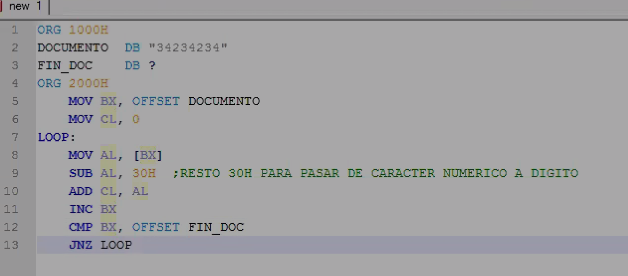 new 1
1 ORG 1000H
2 DOCUMENTO DB "34234234"
3 FIN_DOC DB ?
4 ORG 2000H
5 MOV BX, OFFSET DOCUMENTO
6 MOV CL, 0
7 LOOP:
8 MOV AL, [BX]
9 SUB AL, 30H ;RESTO 30H PARA PASAR DE CARACTER NUMERICO A DIGITO
10 ADD CL, AL
11 INC BX
12 CMP BX, OFFSET FIN_DOC
13 JNZ LOOP